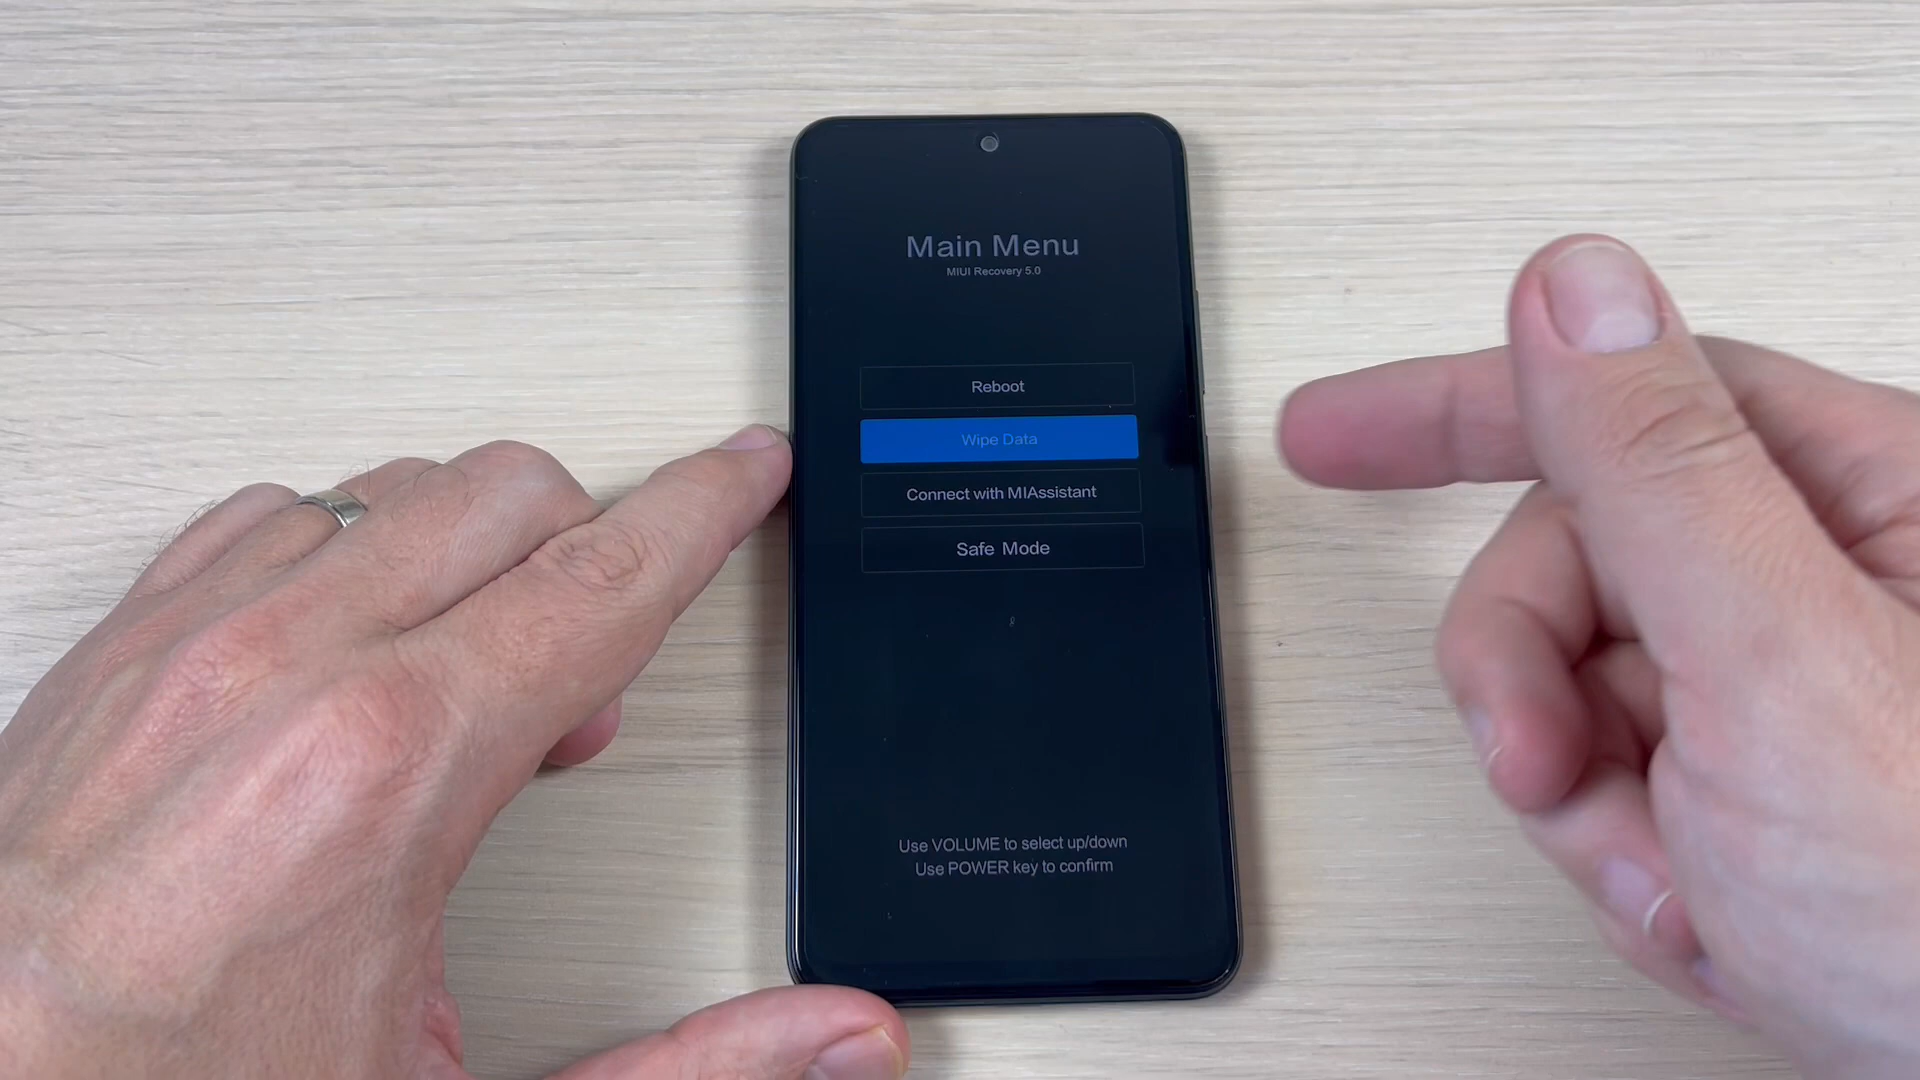 Main Menu
MIUI Recovery 5.0
Reboot
Wipe Data
Connect with MIAssistant
Safe Mode
Use VOLUME to select up/down
Use POWER key to confirm